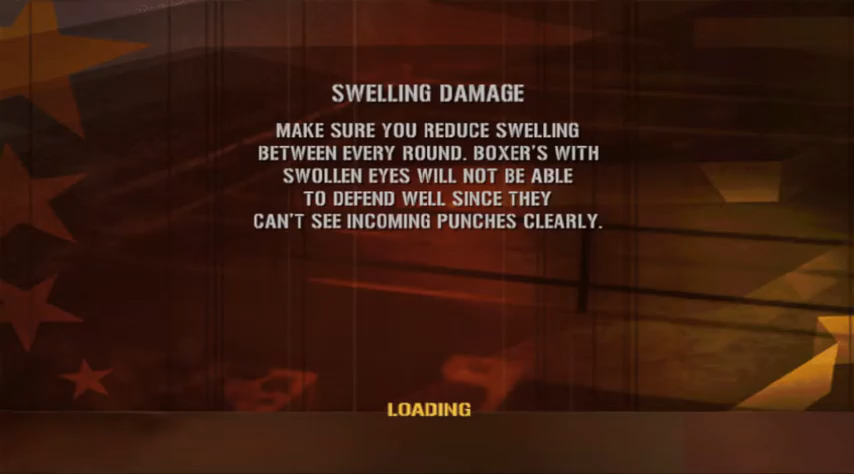 SWELLING DAMAGE
MAKE SURE YOU REDUCE SWELLING
BETWEEN EVERY ROUND. BOXER'S WITH
SWOLLEN EYES WILL NOT BE ABLE
TO DEFEND WELL SINCE THEY
CAN'T SEE INCOMING PUNCHES CLEARLY.
LOADING